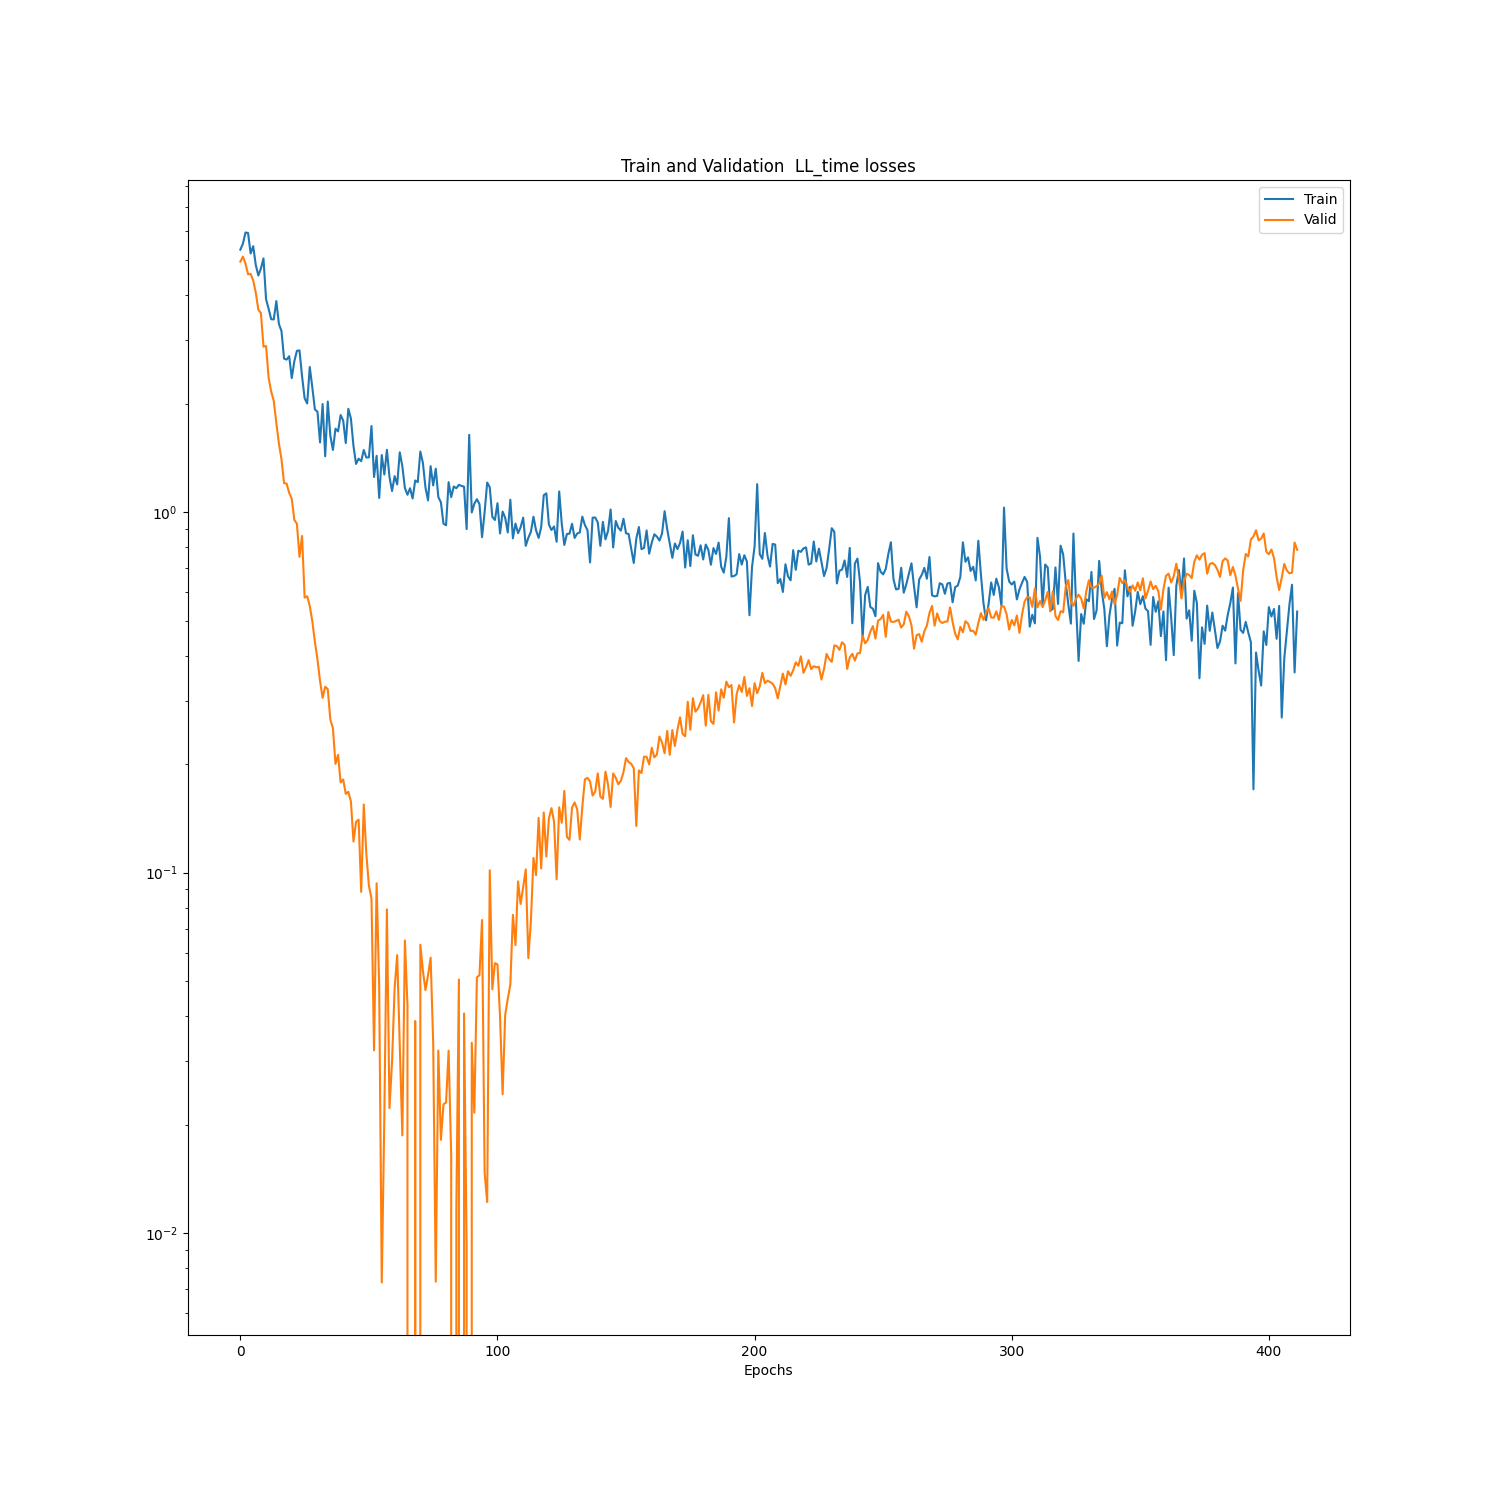 Train and Validation  LL_time losses
Train
Valid
10⁰
10⁻¹
10⁻²
0 100 200 300 400
Epochs